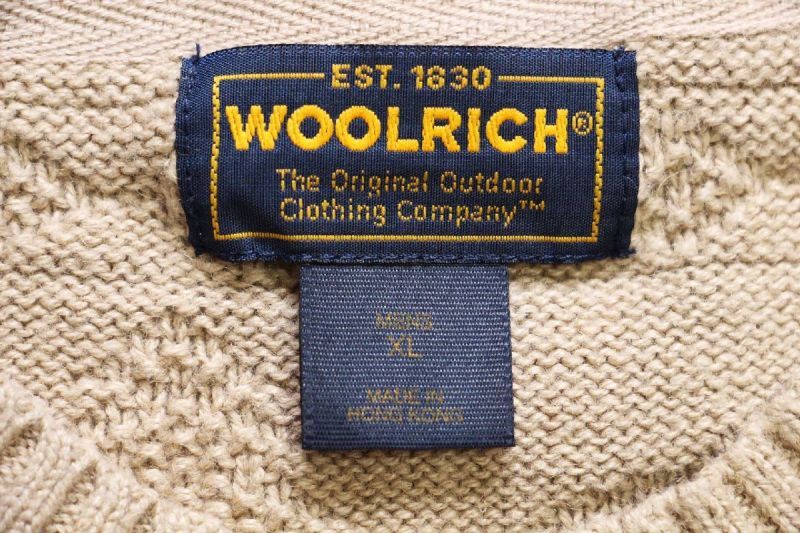 EST. 1830
WOOLRICH®
The Original Outdoor
Clothing Company™
MENS
XL
MADE IN
HONG KONG